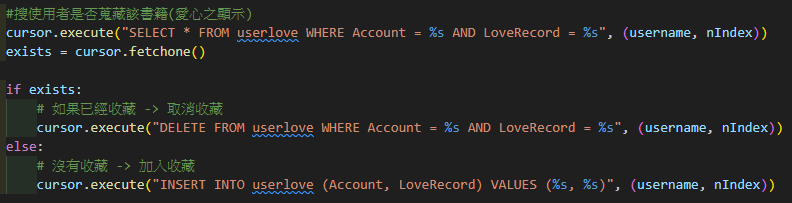 #搜使用者是否蒐藏該書籍(愛心之顯示)
cursor.execute("SELECT * FROM userlove WHERE Account = %s AND LoveRecord = %s", (username, nIndex))
exists = cursor.fetchone()
if exists:
# 如果已經收藏 -> 取消收藏
cursor.execute("DELETE FROM userlove WHERE Account = %s AND LoveRecord = %s", (username, nIndex))
else:
# 沒有收藏 -> 加入收藏
cursor.execute("INSERT INTO userlove (Account, LoveRecord) VALUES (%s, %s)", (username, nIndex))